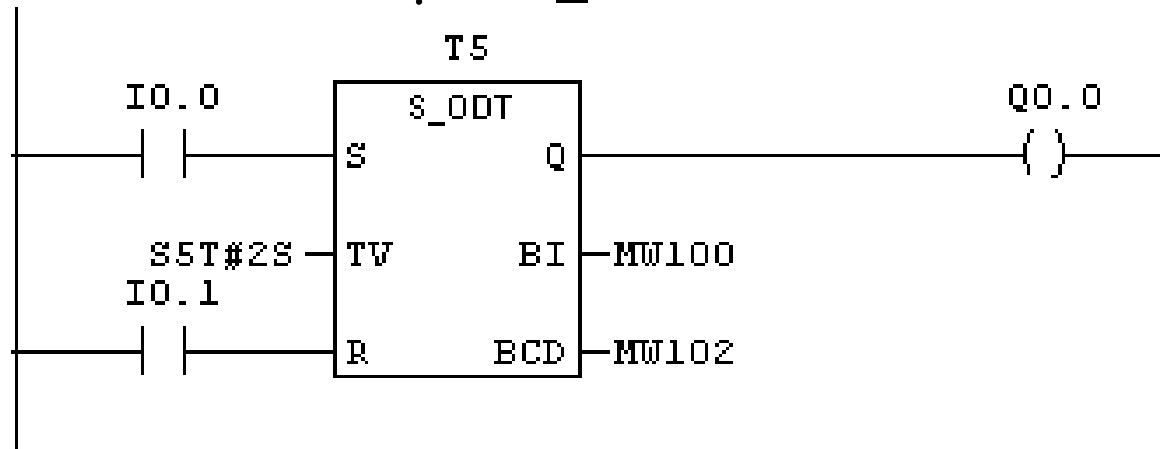 T5
I0.0
S_ODT
Q0.0
S Q
S5T#2S TV BI MW100
I0.1
R BCD MW102